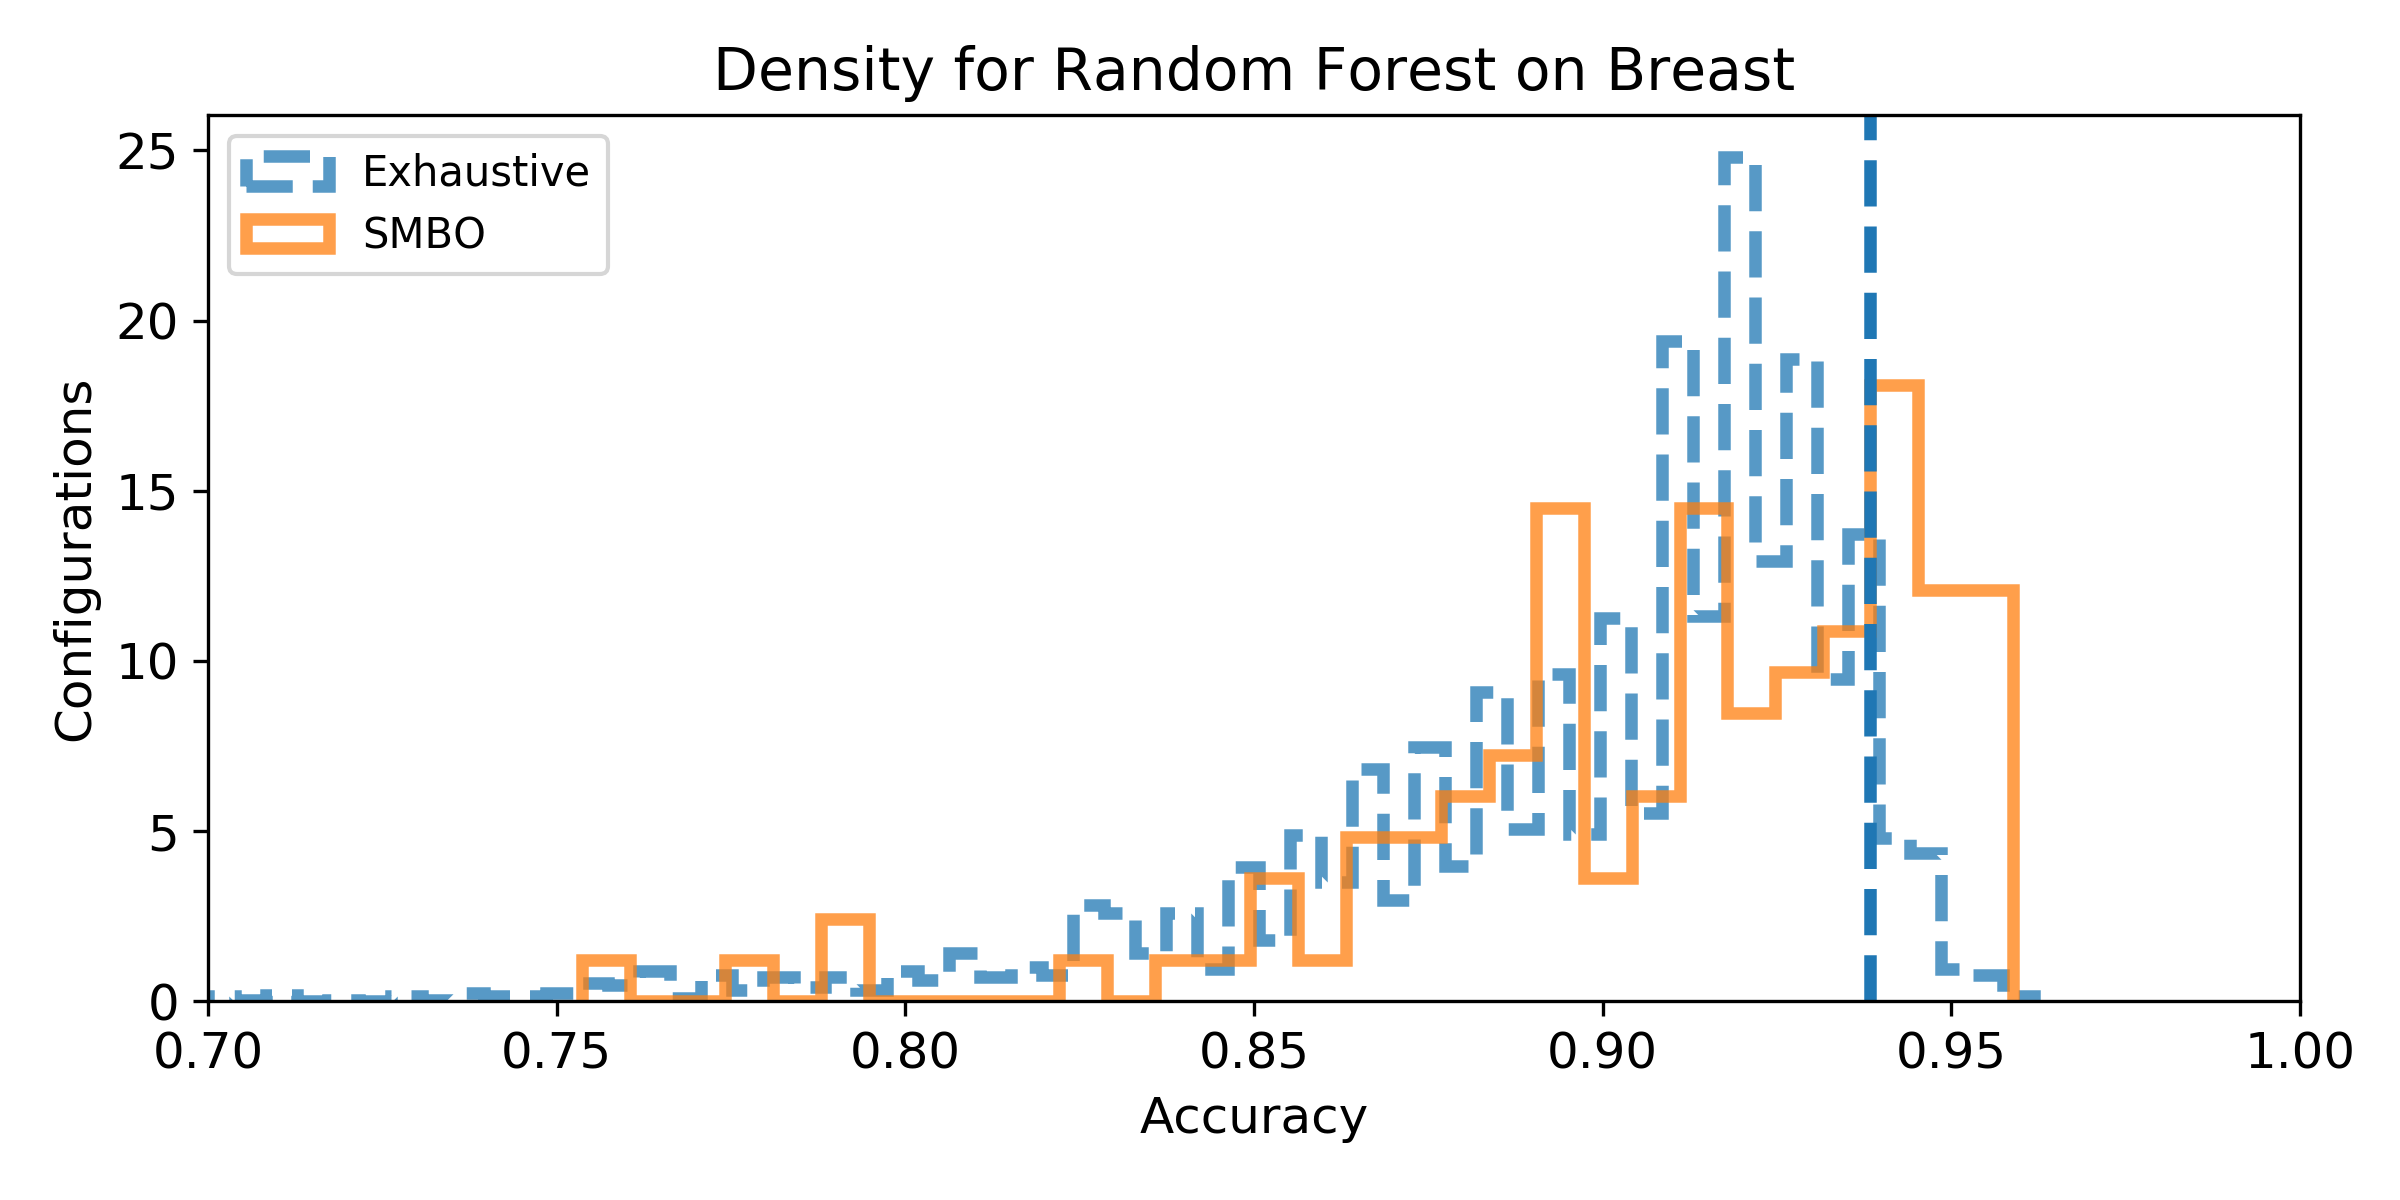 Density for Random Forest on Breast
Exhaustive
SMBO
25
20
15
10
5
0
Configurations
0.70 0.75 0.80 0.85 0.90 0.95 1.00
Accuracy